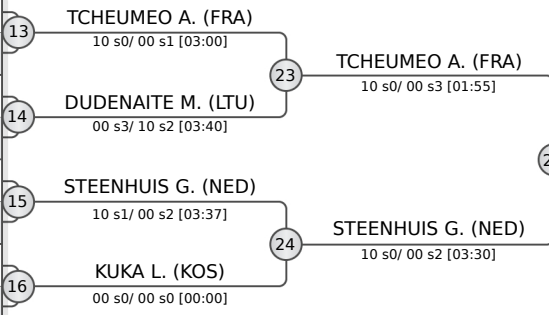 TCHEUMEO A. (FRA)
13
10 s0/ 00 s1 [03:00]
23
TCHEUMEO A. (FRA)
10 s0/ 00 s3 [01:55]
DUDENAITE M. (LTU)
14
00 s3/ 10 s2 [03:40]
STEENHUIS G. (NED)
15
10 s1/ 00 s2 [03:37]
24
STEENHUIS G. (NED)
10 s0/ 00 s2 [03:30]
KUKA L. (KOS)
16
00 s0/ 00 s0 [00:00]